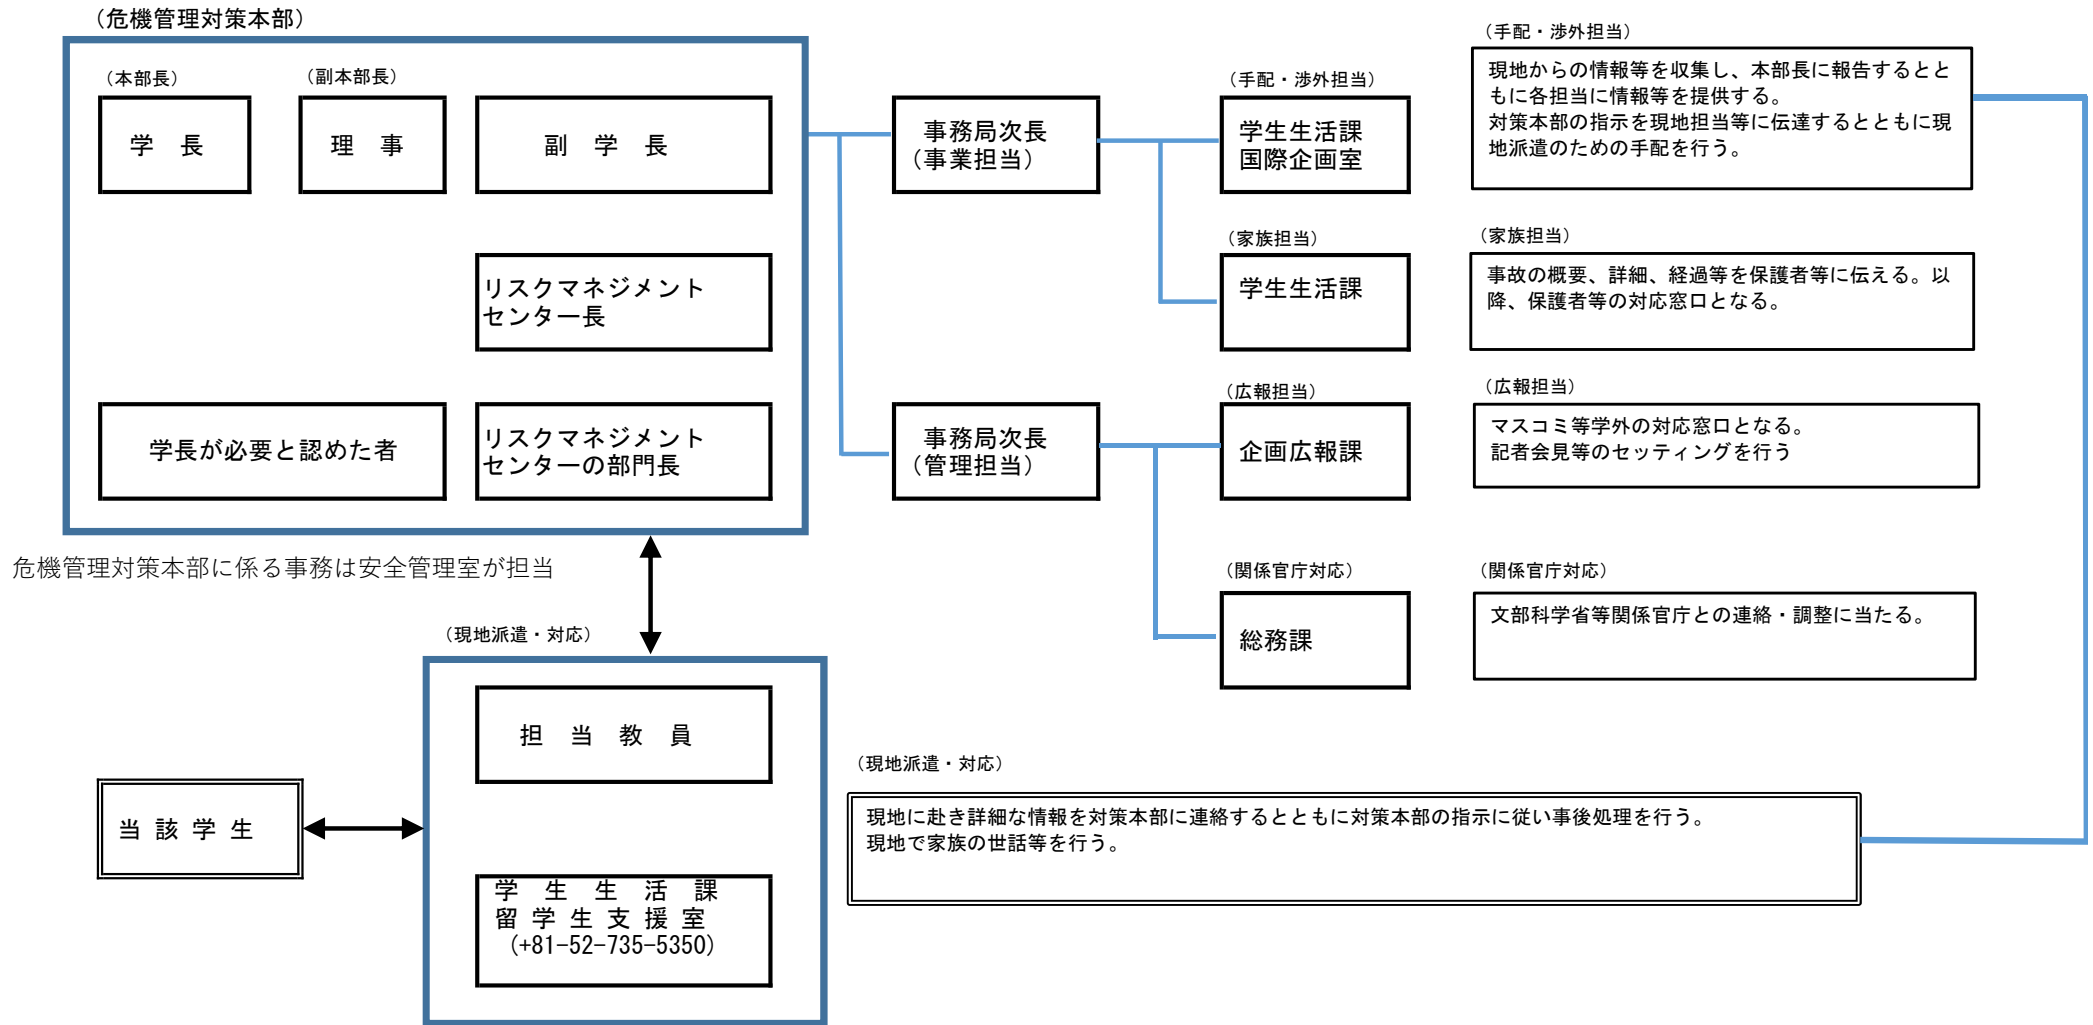 （危機管理対策本部）
（本部長）
（副本部長）
学　長
理　事
副　学　長
リスクマネジメント
センター長
学長が必要と認めた者
リスクマネジメント
センターの部門長
危機管理対策本部に係る事務は安全管理室が担当
事務局次長
（事業担当）
事務局次長
（管理担当）
（手配・渉外担当）
学生生活課
国際企画室
（家族担当）
学生生活課
（広報担当）
企画広報課
（関係官庁対応）
総務課
（手配・渉外担当）
現地からの情報等を収集し、本部長に報告するとと
もに各担当に情報等を提供する。
対策本部の指示を現地担当等に伝達するとともに現
地派遣のための手配を行う。
（家族担当）
事故の概要、詳細、経過等を保護者等に伝える。以
降、保護者等の対応窓口となる。
（広報担当）
マスコミ等学外の対応窓口となる。
記者会見等のセッティングを行う
（関係官庁対応）
文部科学省等関係官庁との連絡・調整に当たる。
（現地派遣・対応）
担　当　教　員
学　生　生　活　課
留 学 生 支 援 室
（+81-52-735-5350）
当 該 学 生
（現地派遣・対応）
現地に赴き詳細な情報を対策本部に連絡するとともに対策本部の指示に従い事後処理を行う。
現地で家族の世話等を行う。